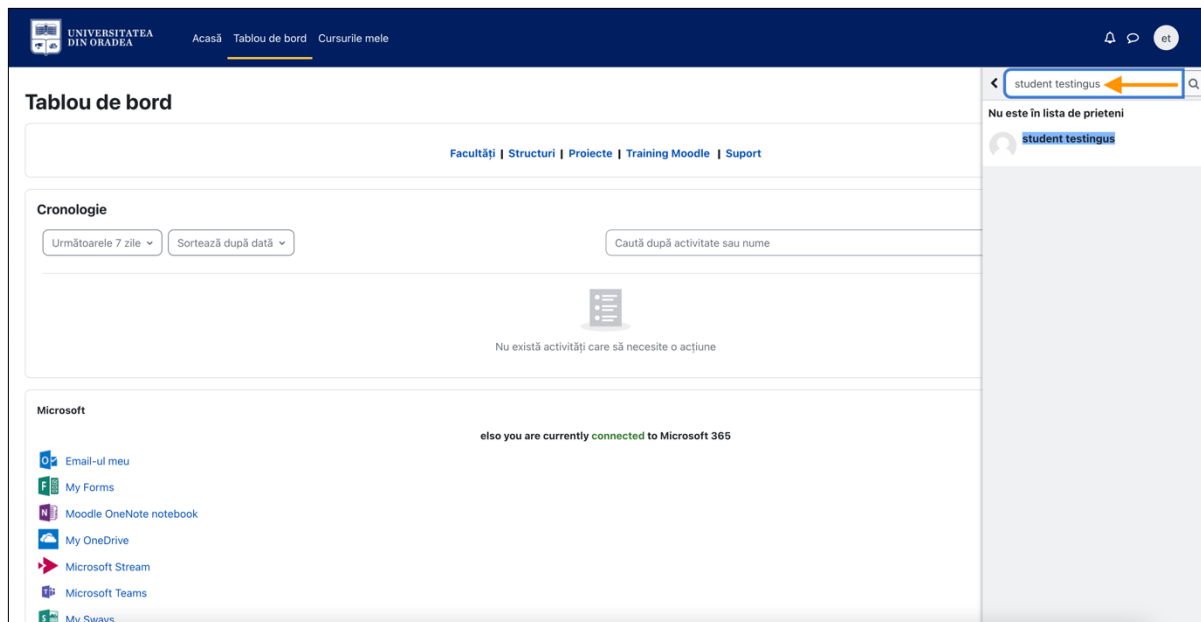 UNIVERSITATEA
DIN ORADEA
Acasă Tablou de bord Cursurile mele
et
Tablou de bord
Facultăți | Structuri | Proiecte | Training Moodle | Suport
Cronologie
Următoarele 7 zile
Sortează după dată
Caută după activitate sau nume
Nu există activități care să necesite o acțiune
Microsoft
elso you are currently connected to Microsoft 365
Email-ul meu
My Forms
Moodle OneNote notebook
My OneDrive
Microsoft Stream
Microsoft Teams
My Sways
student testingus
Nu este în lista de prieteni
student testingus